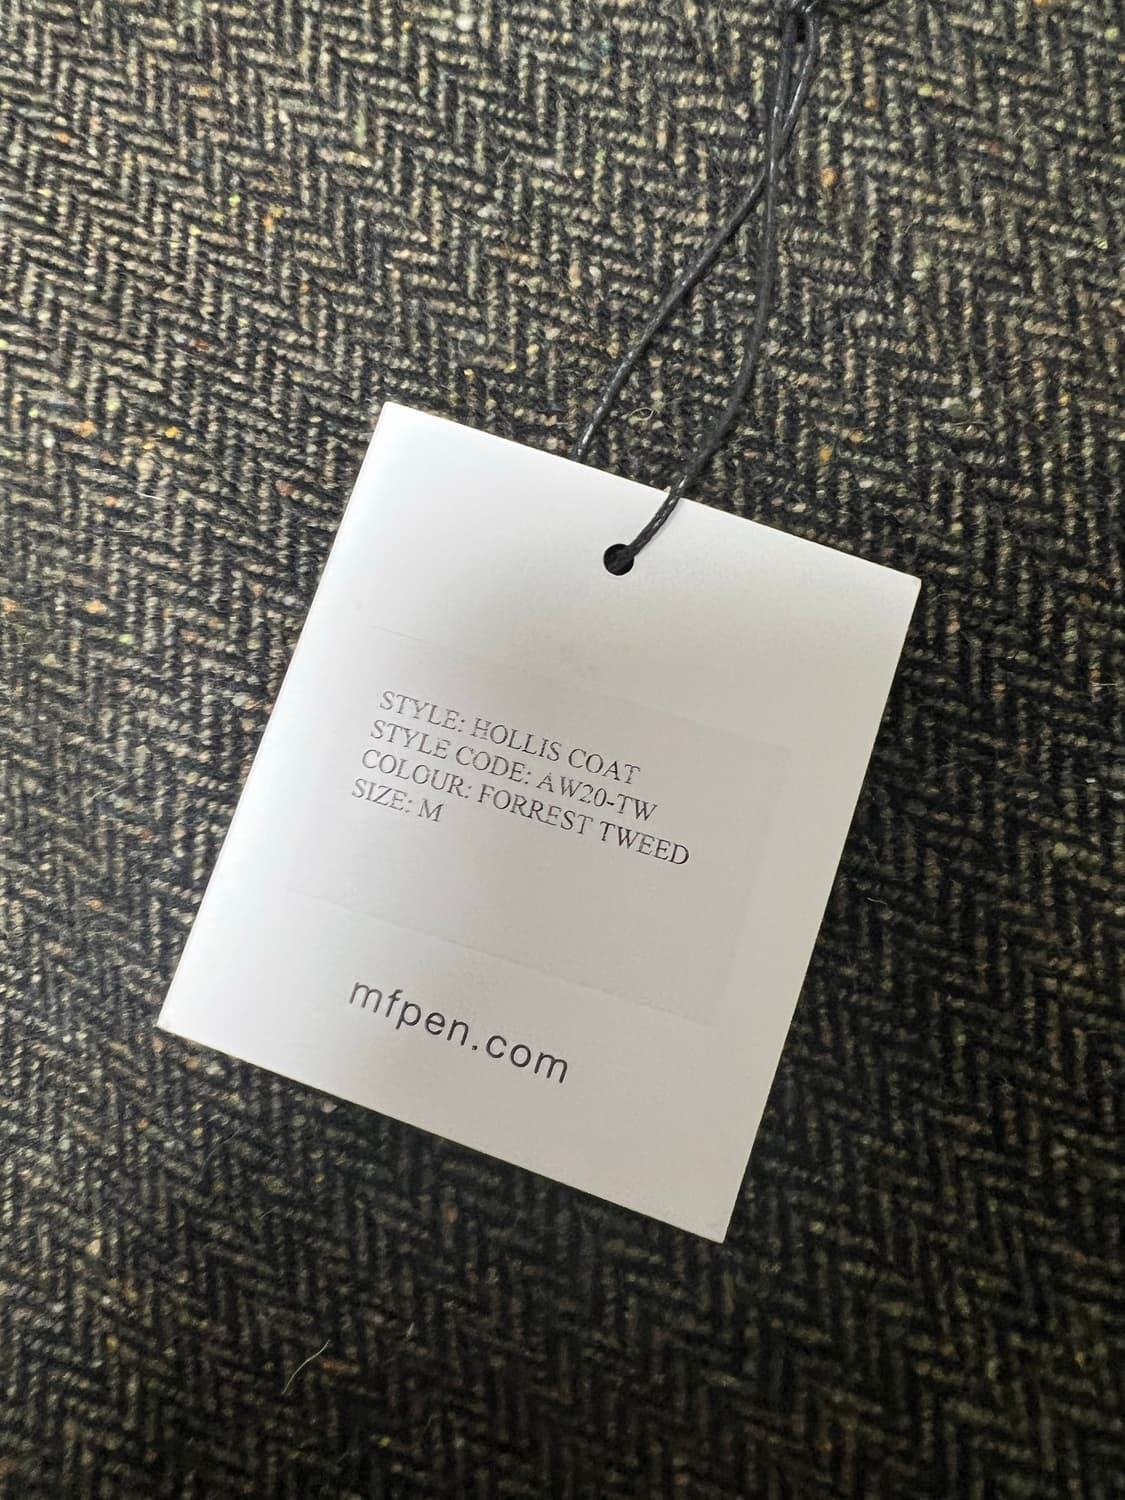 STYLE: HOLLIS COAT
STYLE CODE: AW20-TW
COLOUR: FORREST TWEED
SIZE: M
mfpen.com